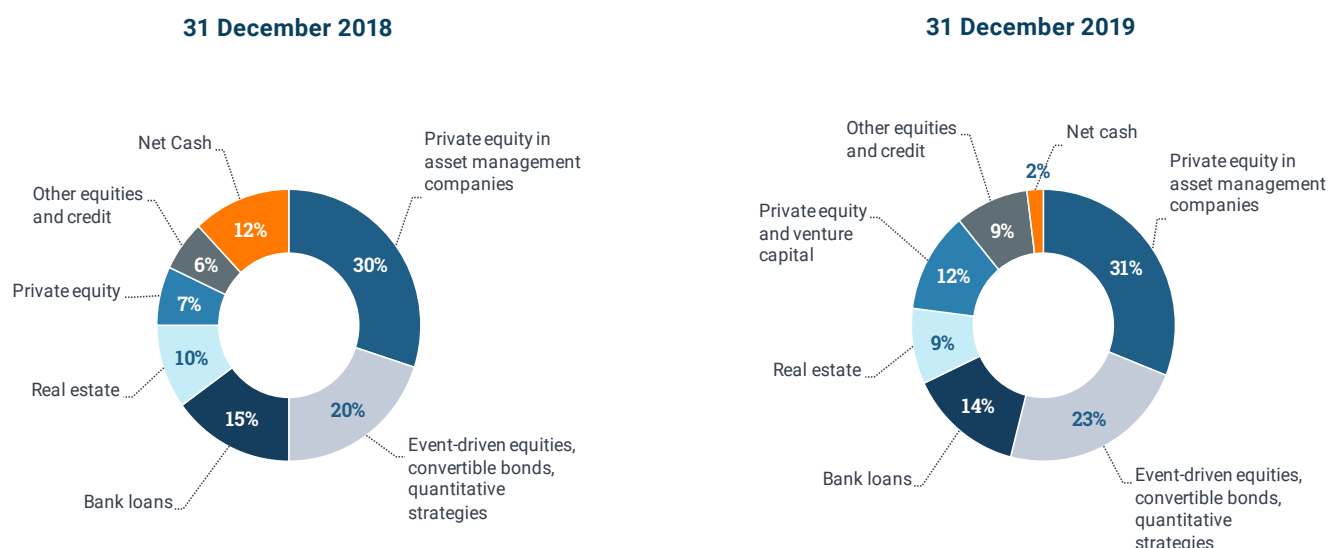 31 December 2018
Net Cash
Private equity in
asset management
companies
Other equities
and credit
Private equity
Real estate
Bank loans
Event-driven equities,
convertible bonds,
quantitative
strategies
12%
30%
6%
7%
10%
15%
20%
31 December 2019
Other equities
and credit
Net cash
2%
Private equity in
asset management
companies
Private equity
and venture
capital
Real estate
Bank loans
Event-driven equities,
convertible bonds,
quantitative
strategies
9%
31%
12%
9%
14%
23%